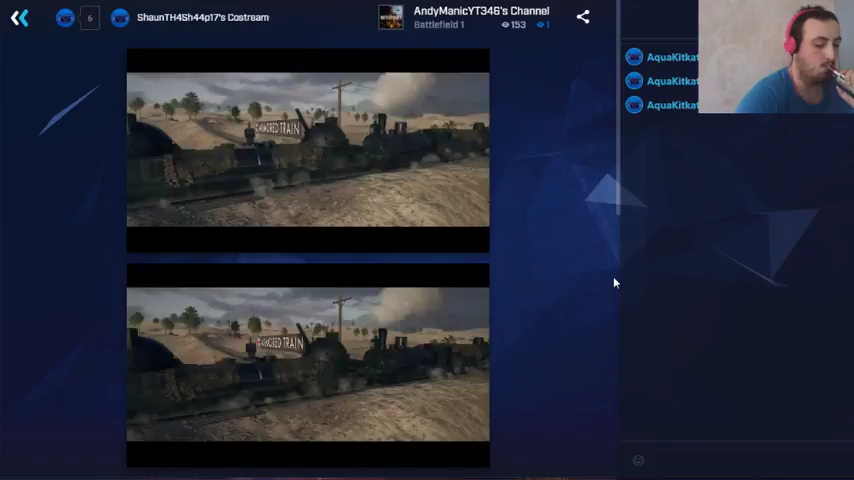 6
ShaunTH4Sh44p17's Costream
AndyManicYT346's Channel
Battlefield 1
153
1
AquaKitkat
AquaKitkat
AquaKitkat
ARMORED TRAIN
ARMORED TRAIN